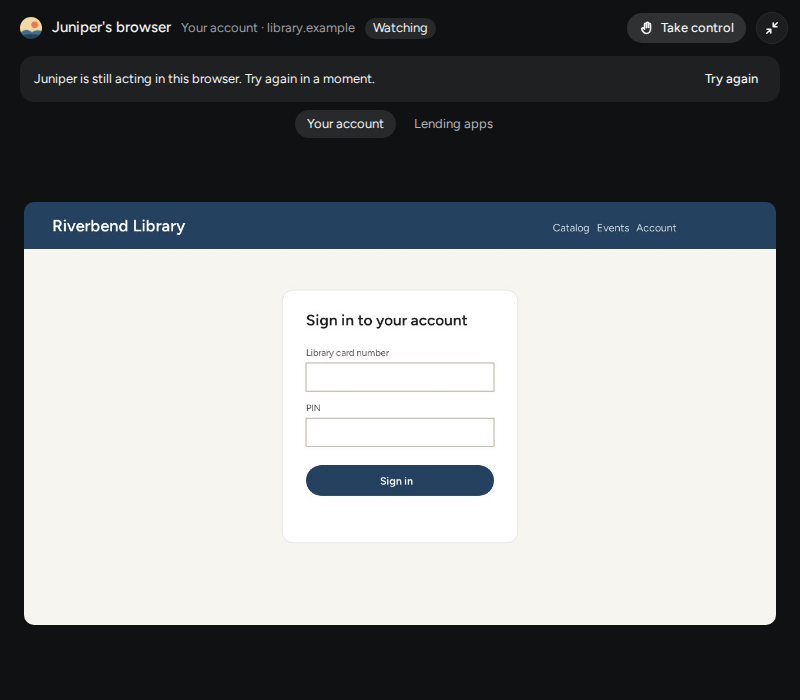 Juniper's browser Your account · library.example Watching Take control
Juniper is still acting in this browser. Try again in a moment. Try again
Your account Lending apps
Riverbend Library Catalog Events Account
Sign in to your account
Library card number
PIN
Sign in